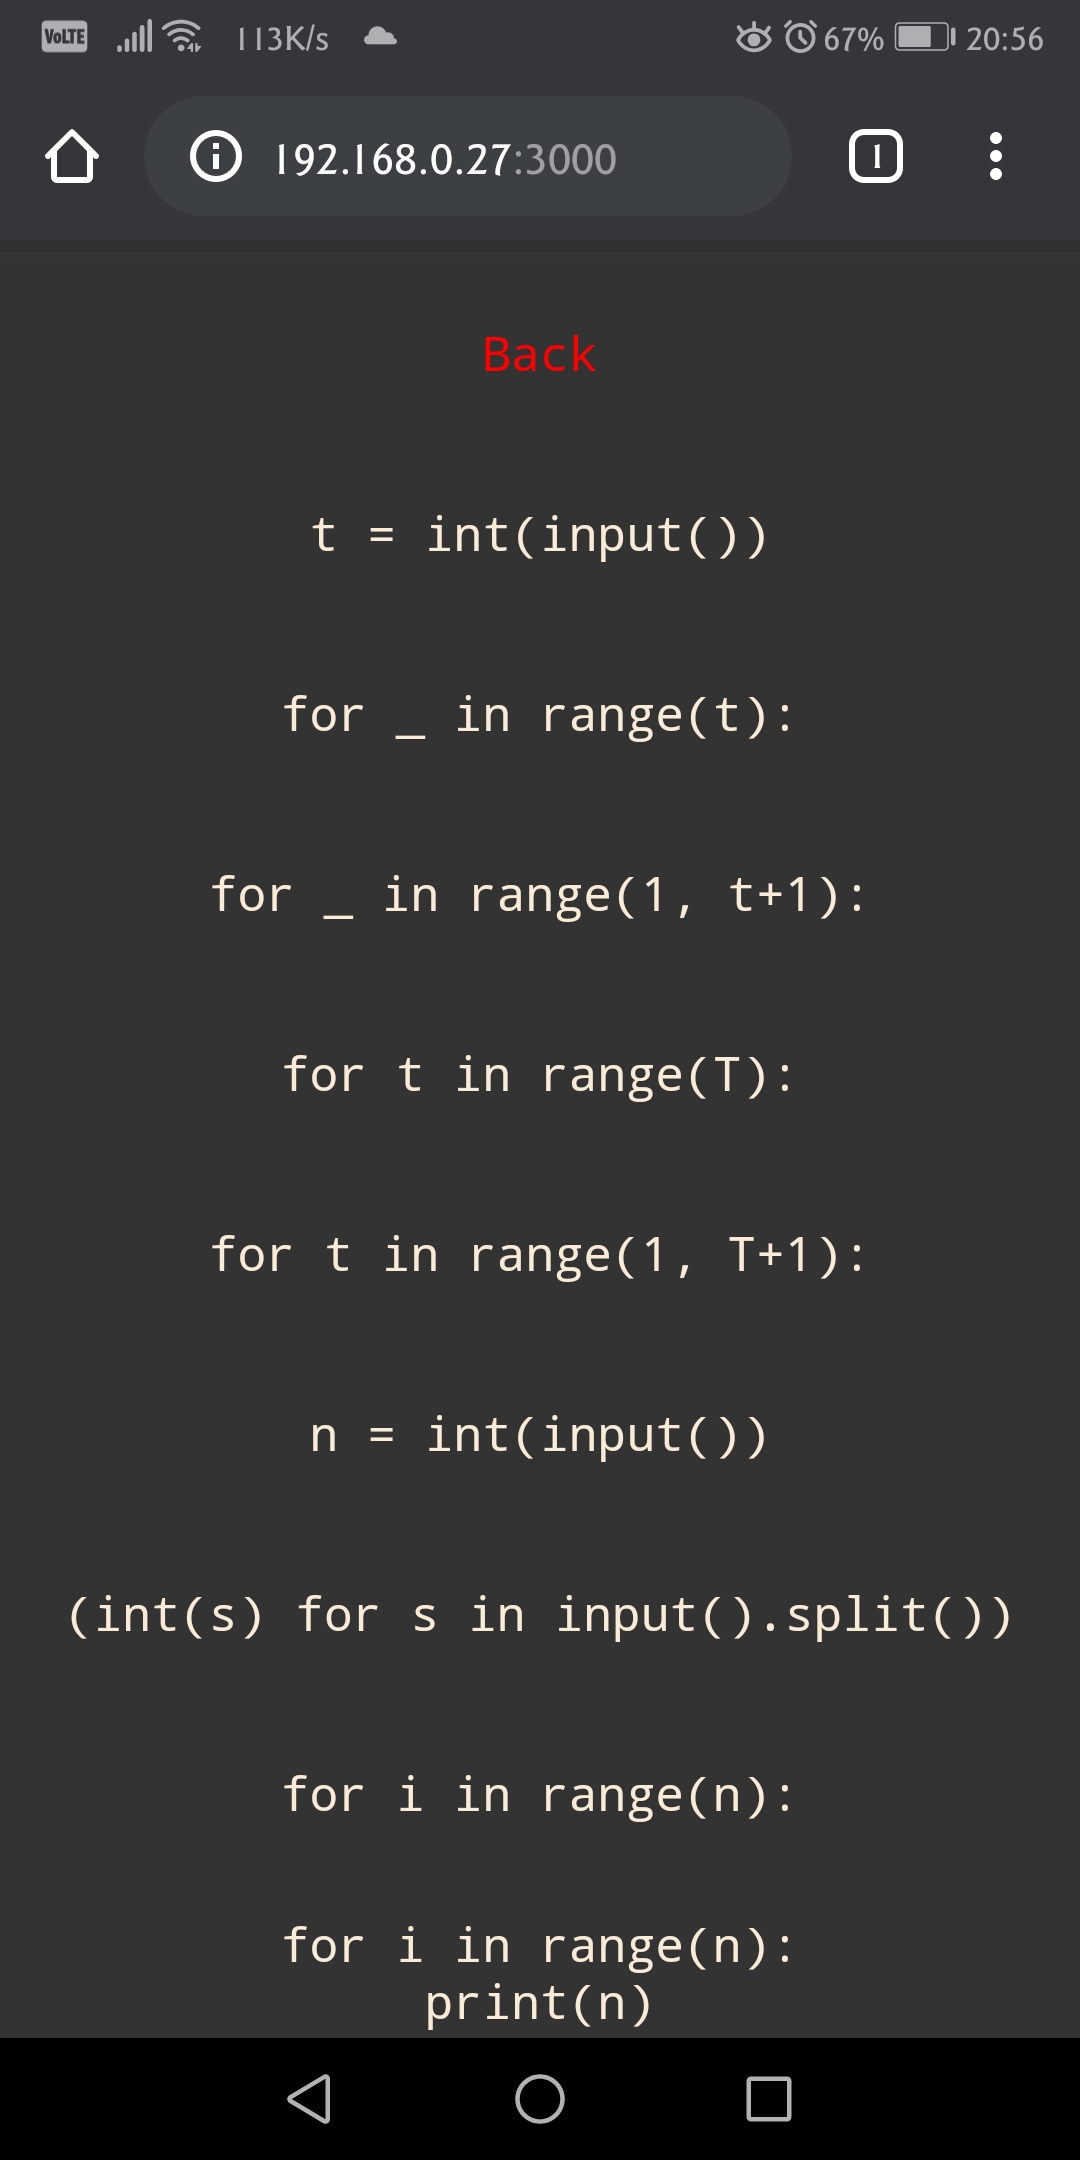 VoLTE 113K/s 67% 20:56
192.168.0.27:3000 1
Back
t = int(input())
for _ in range(t):
for _ in range(1, t+1):
for t in range(T):
for t in range(1, T+1):
n = int(input())
(int(s) for s in input().split())
for i in range(n):
for i in range(n):
print(n)